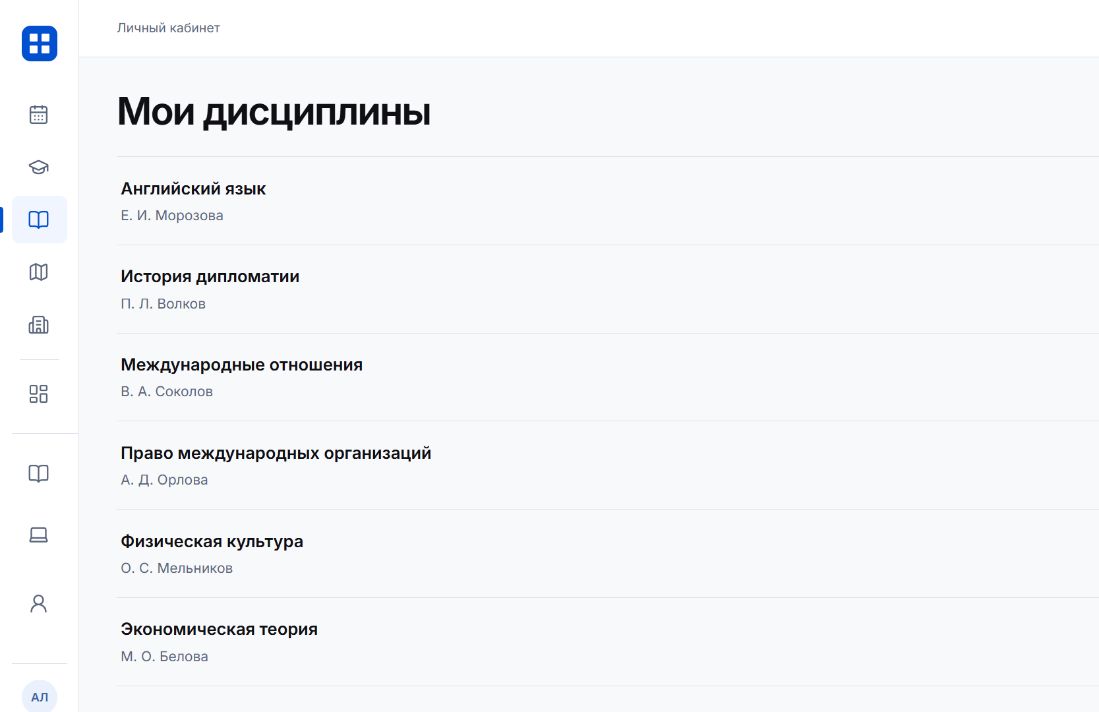 Личный кабинет
Мои дисциплины
Английский язык
Е. И. Морозова
История дипломатии
П. Л. Волков
Международные отношения
В. А. Соколов
Право международных организаций
А. Д. Орлова
Физическая культура
О. С. Мельников
Экономическая теория
М. О. Белова
АЛ